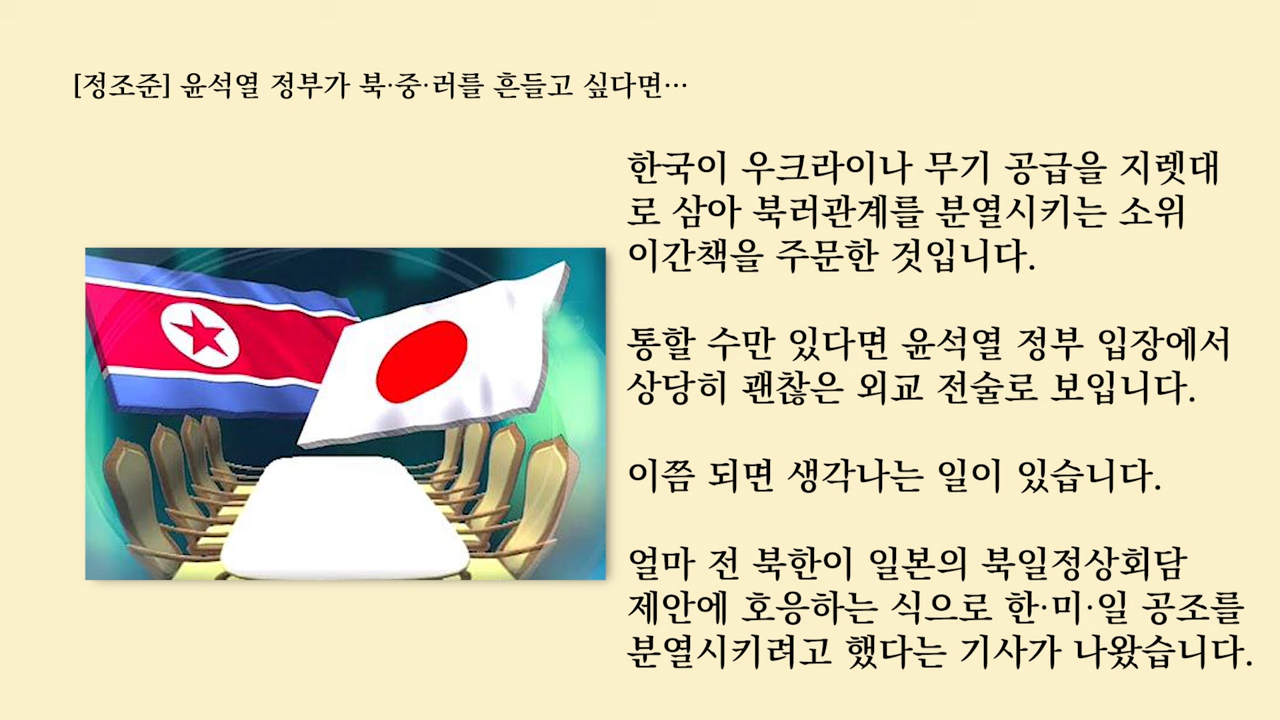 [정조준] 윤석열 정부가 북·중·러를 흔들고 싶다면…
한국이 우크라이나 무기 공급을 지렛대
로 삼아 북러관계를 분열시키는 소위
이간책을 주문한 것입니다.
통할 수만 있다면 윤석열 정부 입장에서
상당히 괜찮은 외교 전술로 보입니다.
이쯤 되면 생각나는 일이 있습니다.
얼마 전 북한이 일본의 북일정상회담
제안에 호응하는 식으로 한·미·일 공조를
분열시키려고 했다는 기사가 나왔습니다.